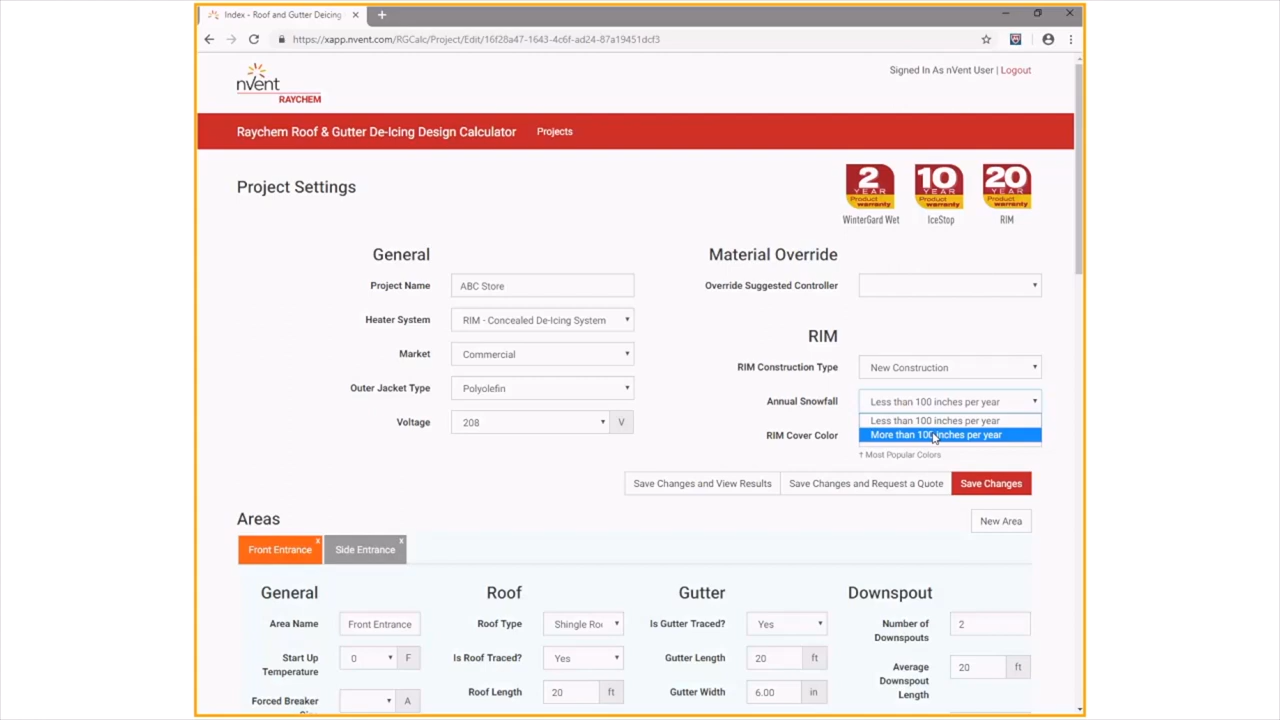 Index - Roof and Gutter Deicing
https://xapp.nvent.com/RGCalc/Project/Edit/16f28a47-1643-4c6f-ad24-87a19451dcf3
nVent
RAYCHEM
Signed In As nVent User | Logout
Raychem Roof & Gutter De-Icing Design Calculator Projects
Project Settings
2 YEAR Product warranty
10 YEAR Product warranty
20 YEAR Product warranty
WinterGard Wet IceStop RIM
General
Project Name ABC Store
Heater System RIM - Concealed De-Icing System
Market Commercial
Outer Jacket Type Polyolefin
Voltage 208 V
Material Override
Override Suggested Controller
RIM
RIM Construction Type New Construction
Annual Snowfall Less than 100 inches per year
Less than 100 inches per year
More than 100 inches per year
RIM Cover Color
† Most Popular Colors
Save Changes and View Results Save Changes and Request a Quote Save Changes
Areas
New Area
Front Entrance x Side Entrance x
General
Area Name Front Entrance
Start Up
Temperature 0 F
Forced Breaker A
Roof
Roof Type Shingle Roo
Is Roof Traced? Yes
Roof Length 20 ft
Gutter
Is Gutter Traced? Yes
Gutter Length 20 ft
Gutter Width 6.00 in
Downspout
Number of
Downspouts 2
Average
Downspout
Length 20 ft